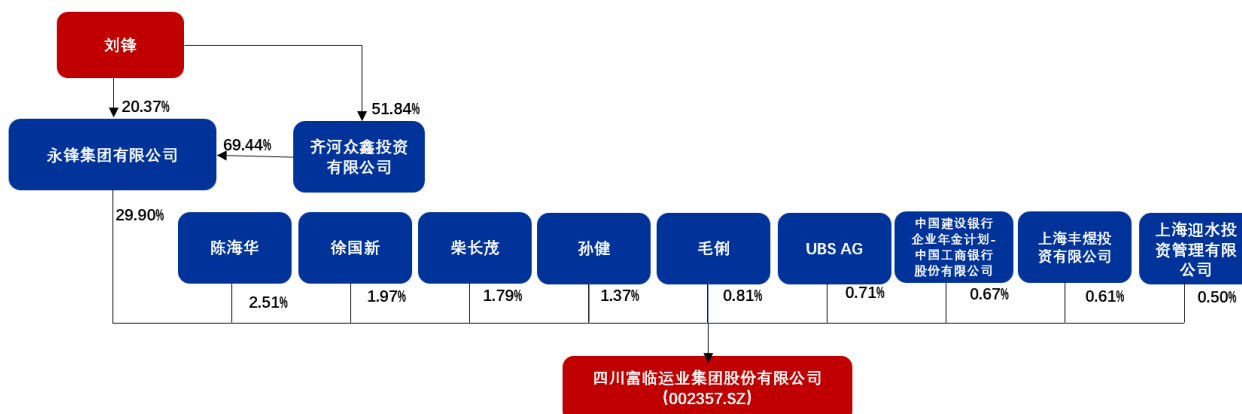 刘锋
20.37%
51.84%
永锋集团有限公司
69.44%
齐河众鑫投资
有限公司
29.90%
陈海华
徐国新
柴长茂
孙健
毛俐
UBS AG
中国建设银行
企业年金计划-
中国工商银行
股份有限公司
上海丰煜投
资有限公司
上海迎水投
资管理有限公
司
2.51%
1.97%
1.79%
1.37%
0.81%
0.71%
0.67%
0.61%
0.50%
四川富临运业集团股份有限公司
(002357.SZ)